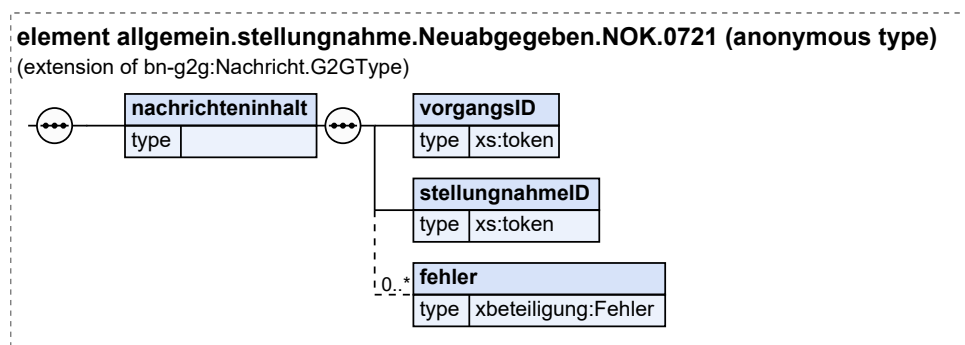 element allgemein.stellungnahme.Neuabgegeben.NOK.0721 (anonymous type)
(extension of bn-g2g:Nachricht.G2GType)
nachrichteninhalt
type
vorgangsID
type xs:token
stellungnahmeID
type xs:token
0..*
fehler
type xbeteiligung:Fehler